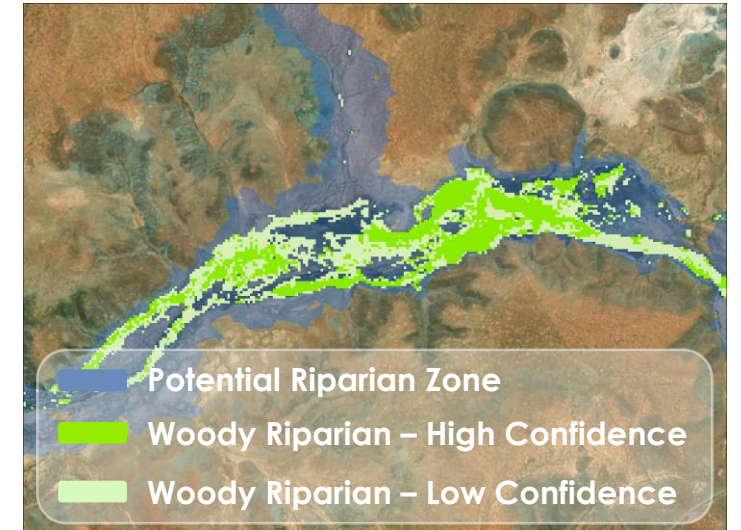 Potential Riparian Zone
Woody Riparian – High Confidence
Woody Riparian – Low Confidence